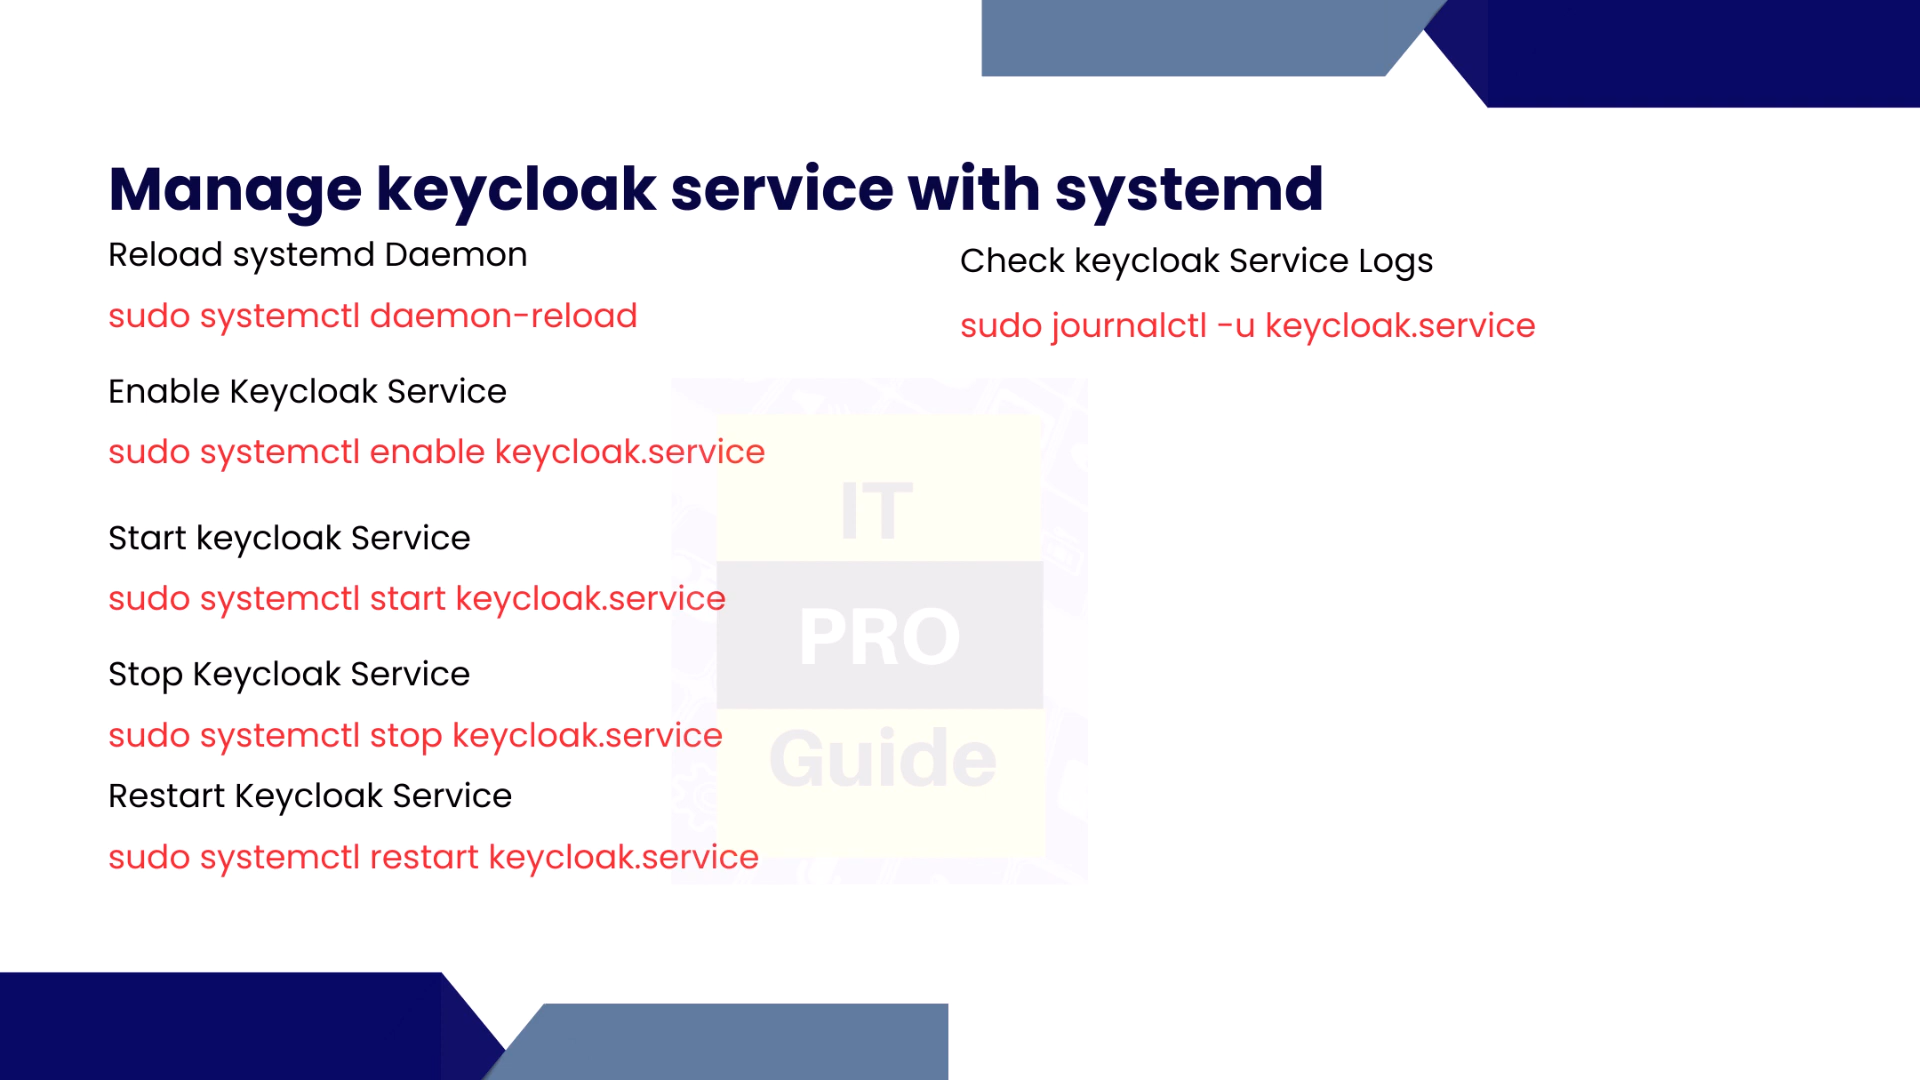 Manage keycloak service with systemd
Reload systemd Daemon
sudo systemctl daemon-reload
Enable Keycloak Service
sudo systemctl enable keycloak.service
Start keycloak Service
sudo systemctl start keycloak.service
Stop Keycloak Service
sudo systemctl stop keycloak.service
Restart Keycloak Service
sudo systemctl restart keycloak.service
Check keycloak Service Logs
sudo journalctl -u keycloak.service
IT
PRO
Guide